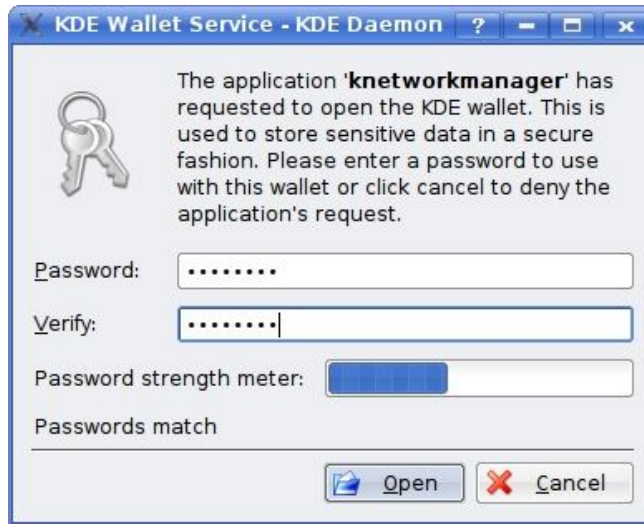 KDE Wallet Service - KDE Daemon ?
The application 'knetworkmanager' has
requested to open the KDE wallet. This is
used to store sensitive data in a secure
fashion. Please enter a password to use
with this wallet or click cancel to deny the
application's request.
Password: ••••••••
Verify: ••••••••
Password strength meter:
Passwords match
Open Cancel